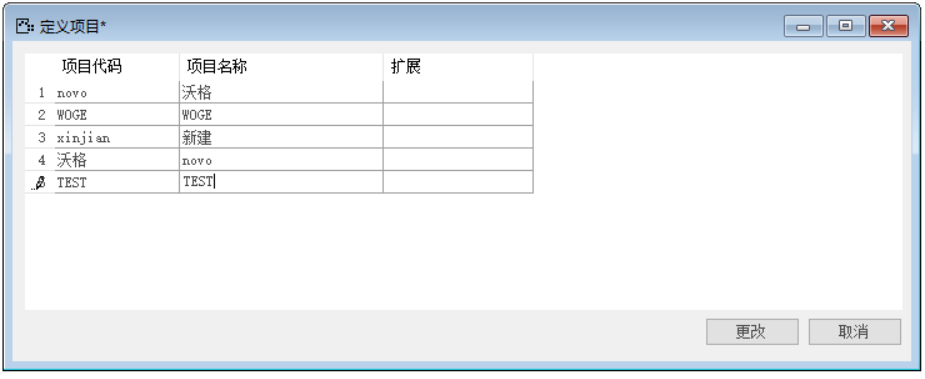 定义项目*
项目代码 项目名称 扩展
1 novo 沃格
2 WOGE WOGE
3 xinjian 新建
4 沃格 novo
TEST TEST
更改 取消